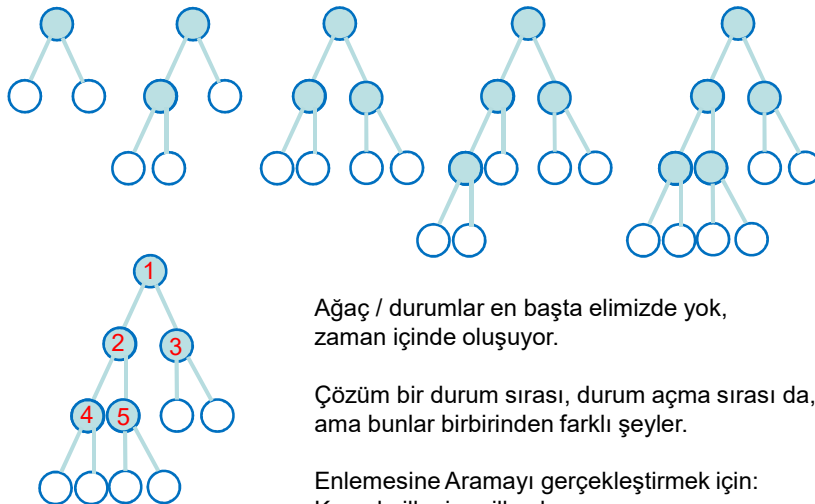 1
2 3
4 5
Ağaç / durumlar en başta elimizde yok,
zaman içinde oluşuyor.
Çözüm bir durum sırası, durum açma sırası da,
ama bunlar birbirinden farklı şeyler.
Enlemesine Aramayı gerçekleştirmek için: